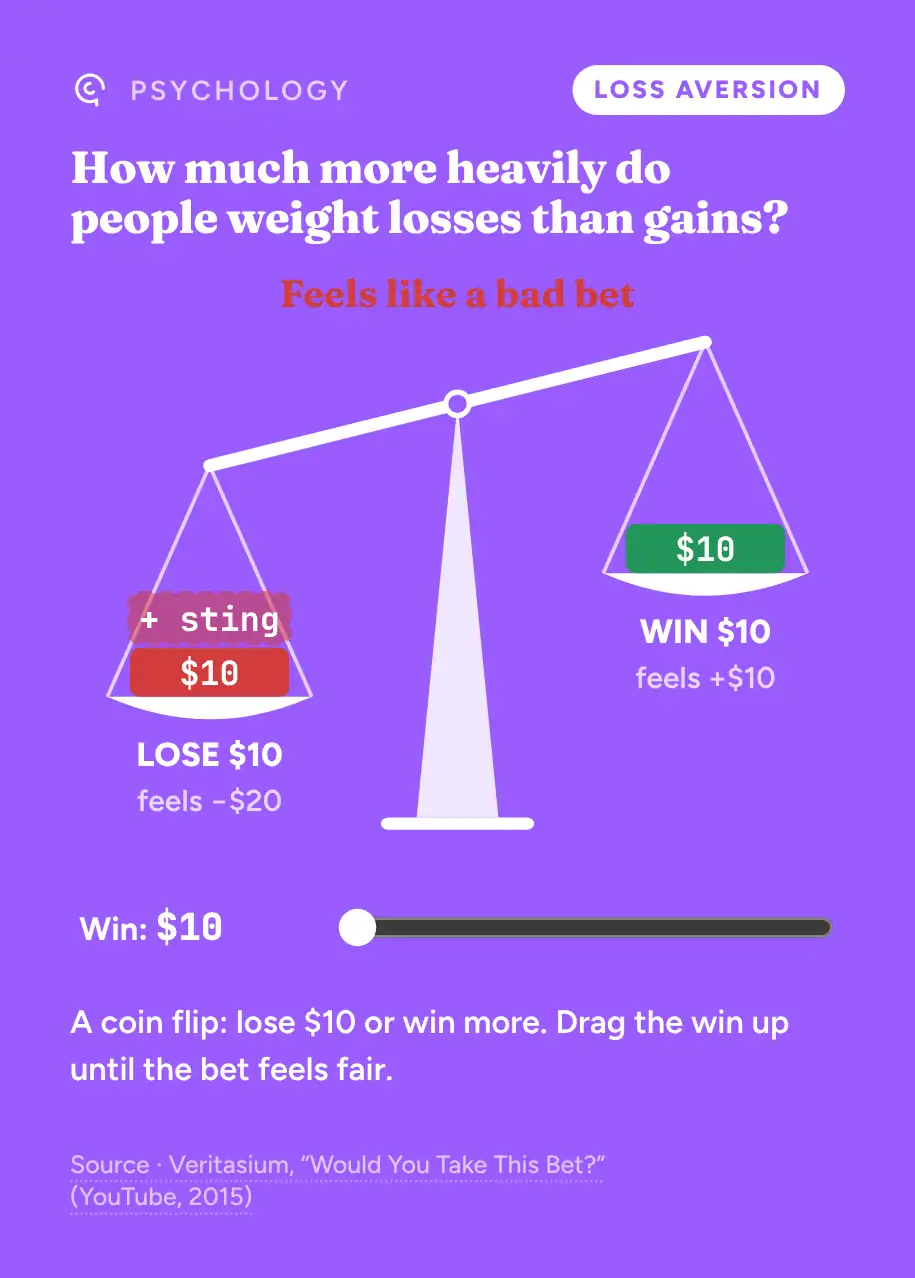 PSYCHOLOGY
LOSS AVERSION
How much more heavily do
people weight losses than gains?
Feels like a bad bet
$10
WIN $10
feels +$10
+ sting
$10
LOSE $10
feels −$20
Win: $10
A coin flip: lose $10 or win more. Drag the win up
until the bet feels fair.
Source · Veritasium, “Would You Take This Bet?”
(YouTube, 2015)